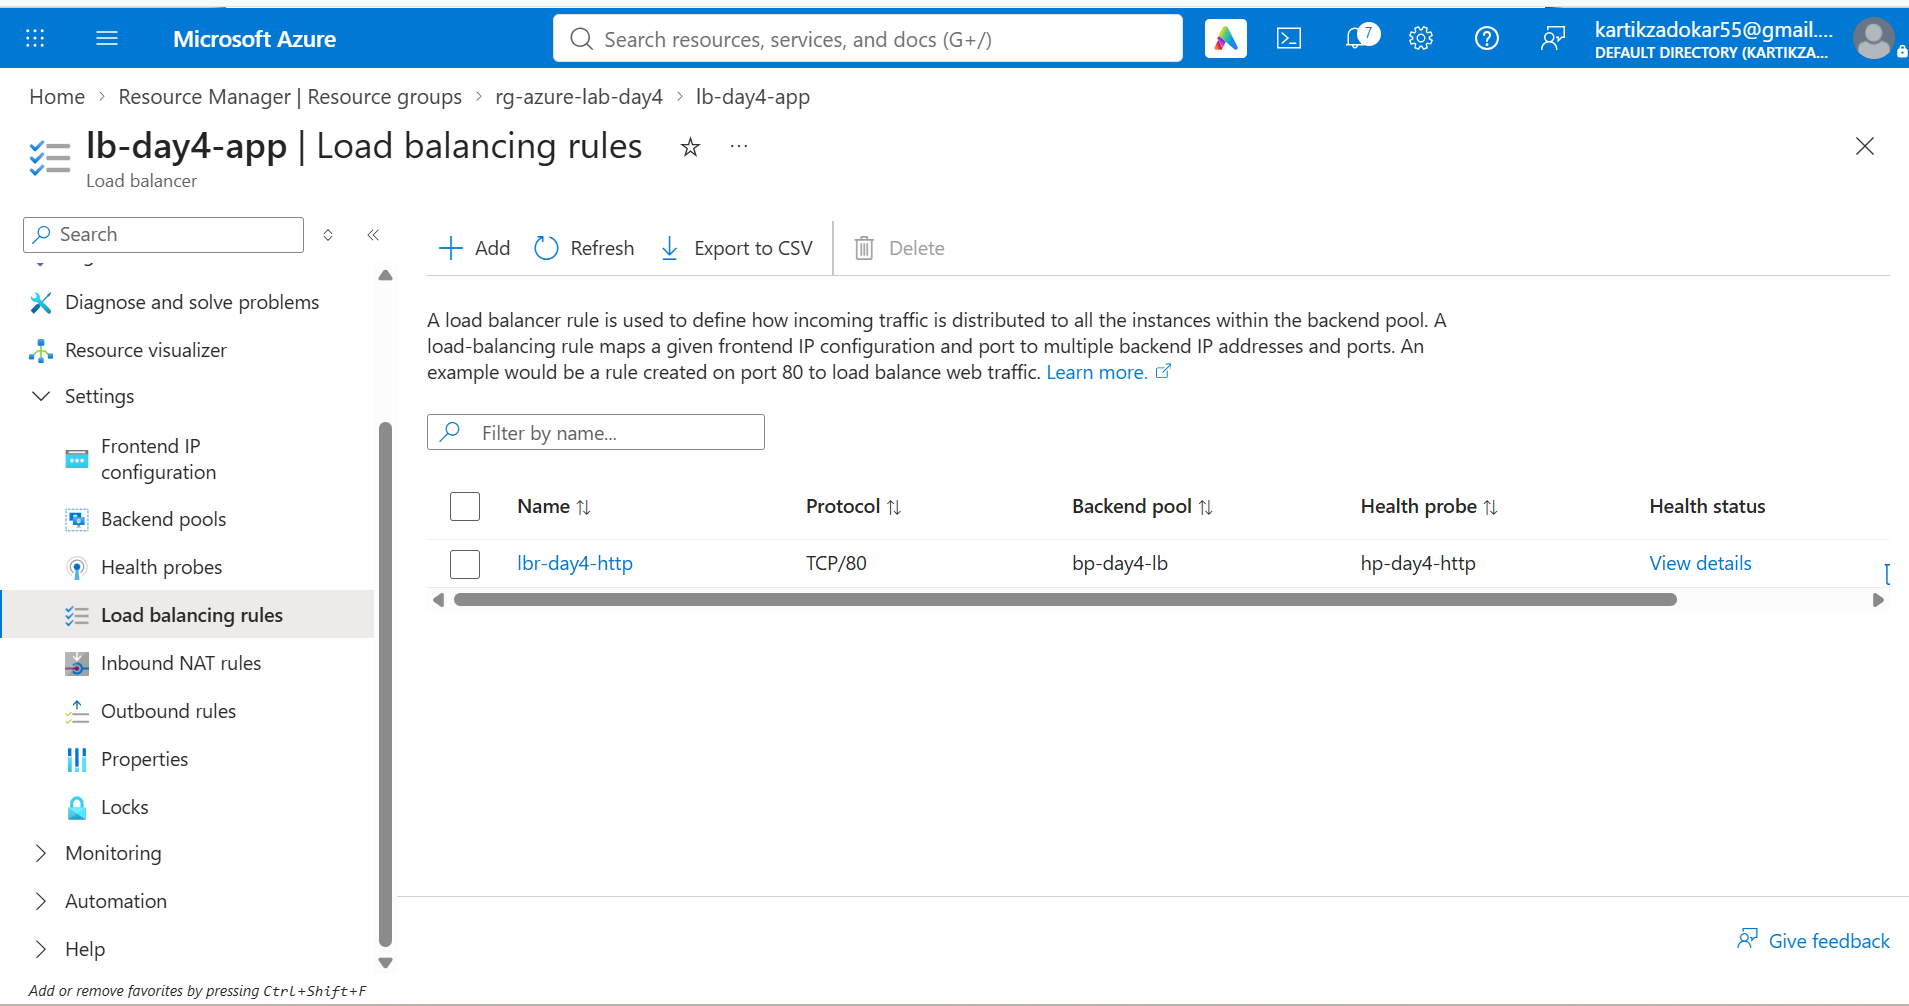 Microsoft Azure
Search resources, services, and docs (G+/)
7
kartikzadokar55@gmail....
DEFAULT DIRECTORY (KARTIKZA...
Home > Resource Manager | Resource groups > rg-azure-lab-day4 > lb-day4-app
lb-day4-app | Load balancing rules
Load balancer
Search
Diagnose and solve problems
Resource visualizer
Settings
Frontend IP
configuration
Backend pools
Health probes
Load balancing rules
Inbound NAT rules
Outbound rules
Properties
Locks
Monitoring
Automation
Help
Add or remove favorites by pressing Ctrl+Shift+F
Add
Refresh
Export to CSV
Delete
A load balancer rule is used to define how incoming traffic is distributed to all the instances within the backend pool. A
load-balancing rule maps a given frontend IP configuration and port to multiple backend IP addresses and ports. An
example would be a rule created on port 80 to load balance web traffic. Learn more.
Filter by name...
Name Protocol Backend pool Health probe Health status
lbr-day4-http TCP/80 bp-day4-lb hp-day4-http View details
Give feedback